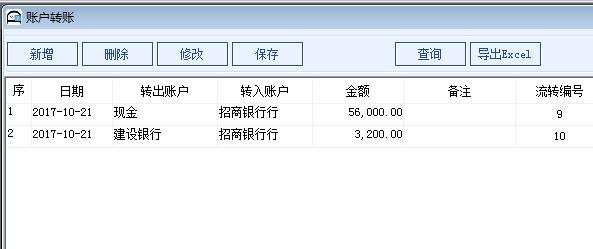 账户转账
新增 删除 修改 保存 查询 导出Excel
序 日期 转出账户 转入账户 金额 备注 流转编号
1 2017-10-21 现金 招商银行行 56,000.00 9
2 2017-10-21 建设银行 招商银行行 3,200.00 10